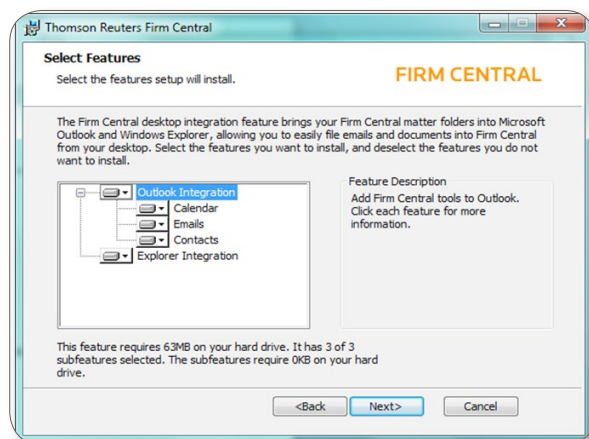 Thomson Reuters Firm Central
Select Features
Select the features setup will install.
FIRM CENTRAL
The Firm Central desktop integration feature brings your Firm Central matter folders into Microsoft
Outlook and Windows Explorer, allowing you to easily file emails and documents into Firm Central
from your desktop. Select the features you want to install, and deselect the features you do not
want to install.
Outlook Integration
Calendar
Emails
Contacts
Explorer Integration
Feature Description
Add Firm Central tools to Outlook.
Click each feature for more
information.
This feature requires 63MB on your hard drive. It has 3 of 3
subfeatures selected. The subfeatures require 0KB on your hard
drive.
<Back
Next>
Cancel